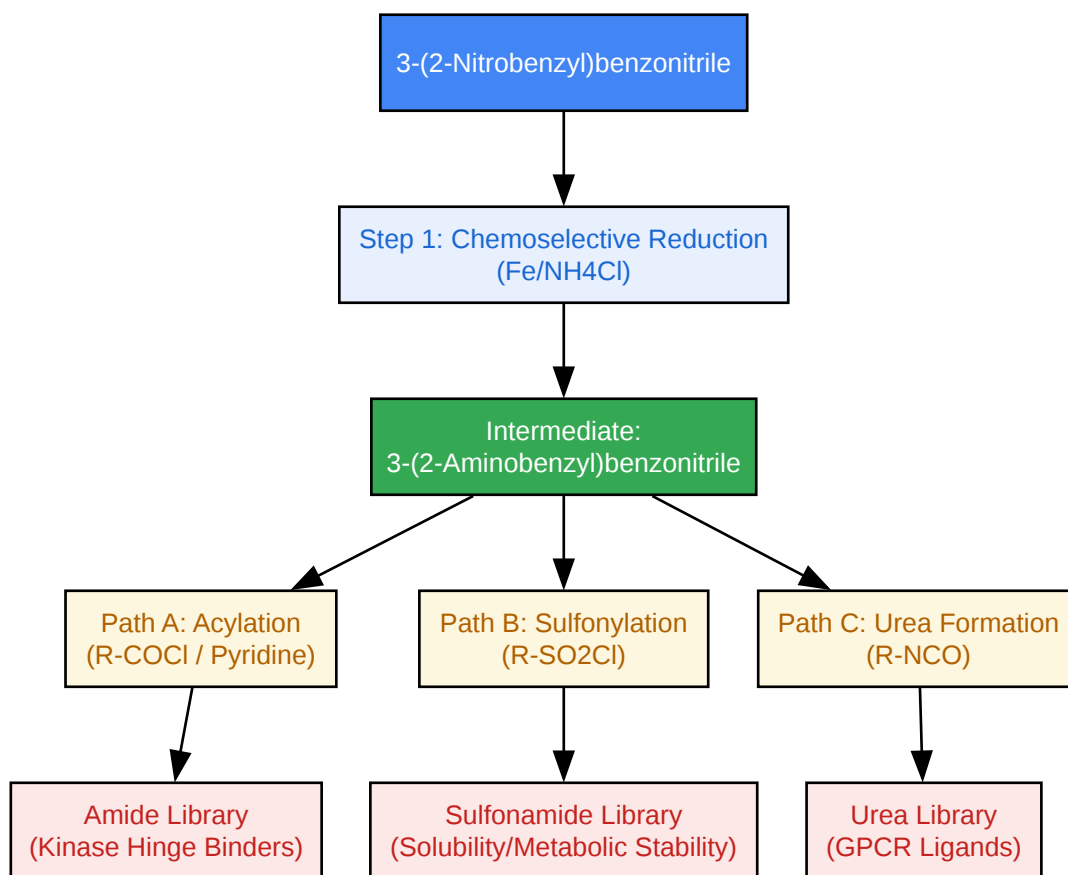 3-(2-Nitrobenzyl)benzonitrile
Step 1: Chemoselective Reduction
(Fe/NH4Cl)
Intermediate:
3-(2-Aminobenzyl)benzonitrile
Path A: Acylation
(R-COCl / Pyridine)
Path B: Sulfonylation
(R-SO2Cl)
Path C: Urea Formation
(R-NCO)
Amide Library
(Kinase Hinge Binders)
Sulfonamide Library
(Solubility/Metabolic Stability)
Urea Library
(GPCR Ligands)